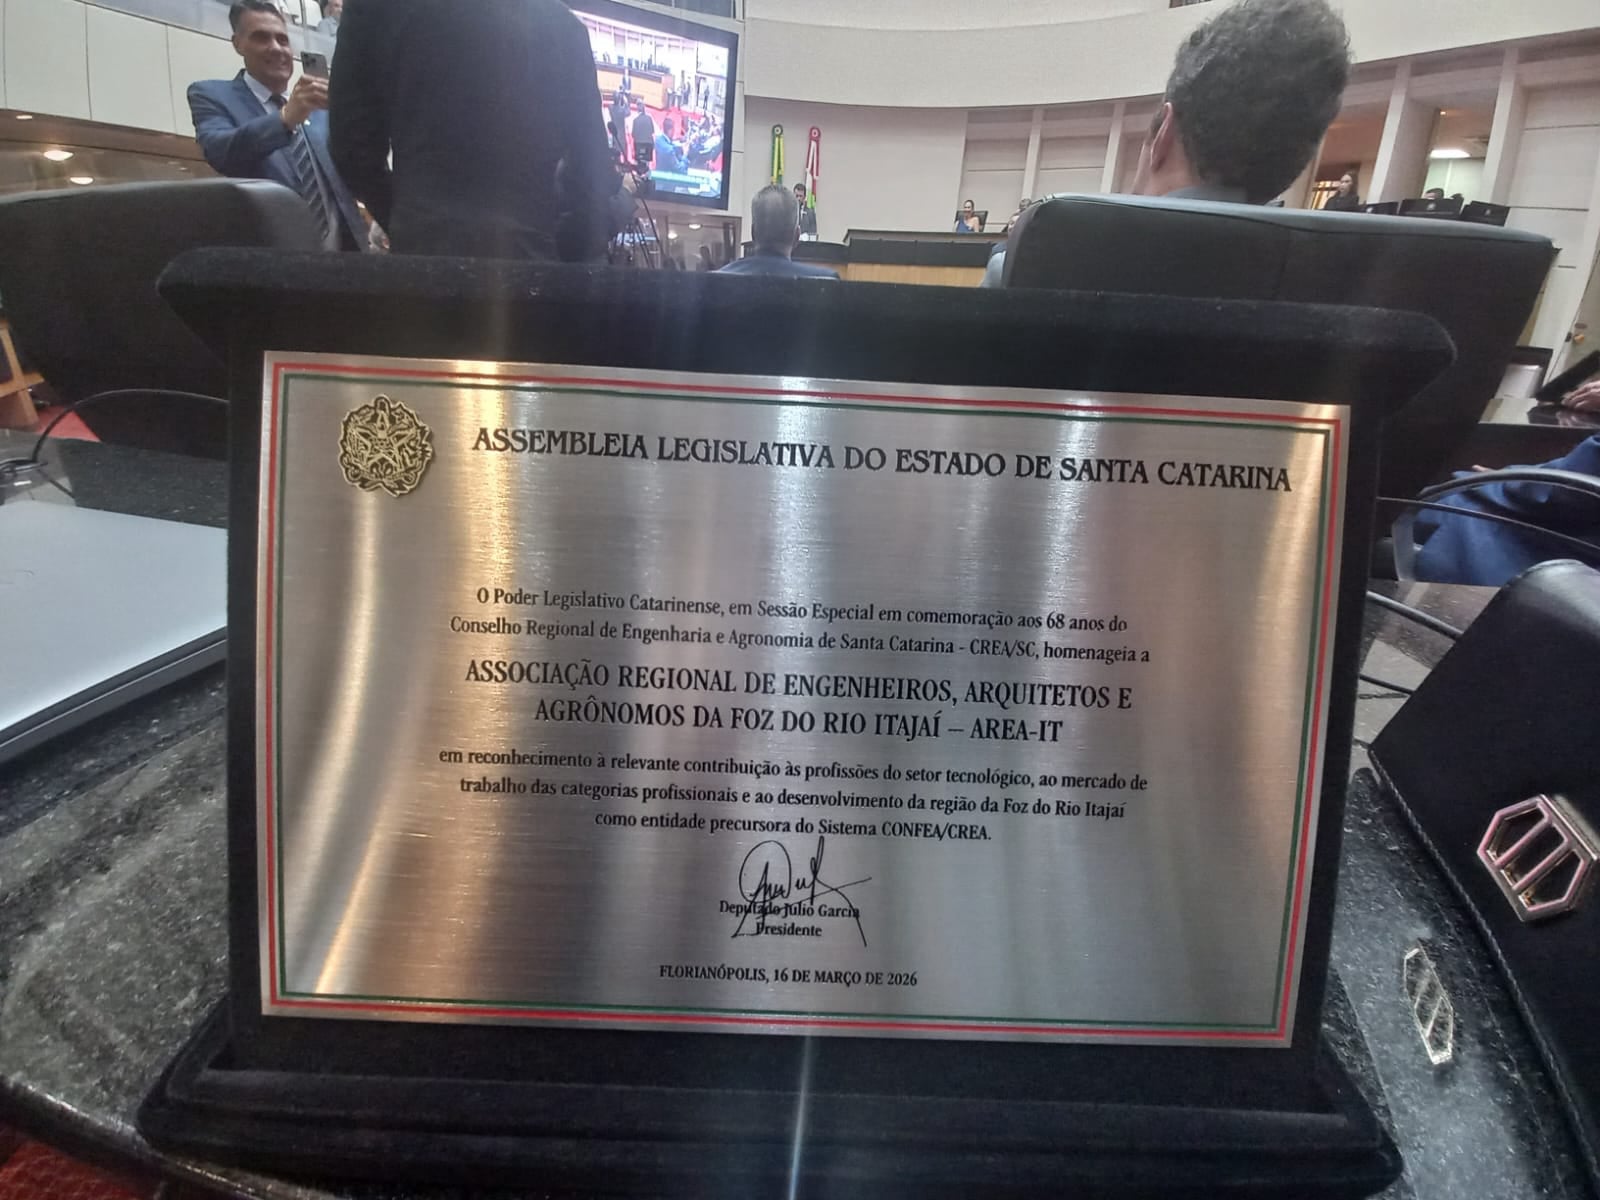 ASSEMBLEIA LEGISLATIVA DO ESTADO DE SANTA CATARINA
O Poder Legislativo Catarinense, em Sessão Especial em comemoração aos 68 anos do
Conselho Regional de Engenharia e Agronomia de Santa Catarina - CREA/SC, homenageia a
ASSOCIAÇÃO REGIONAL DE ENGENHEIROS, ARQUITETOS E
AGRÔNOMOS DA FOZ DO RIO ITAJAÍ – AREA-IT
em reconhecimento à relevante contribuição às profissões do setor tecnológico, ao mercado de
trabalho das categorias profissionais e ao desenvolvimento da região da Foz do Rio Itajaí
como entidade precursora do Sistema CONFEA/CREA.
Deputado Julio Garcia
Presidente
FLORIANÓPOLIS, 16 DE MARÇO DE 2026